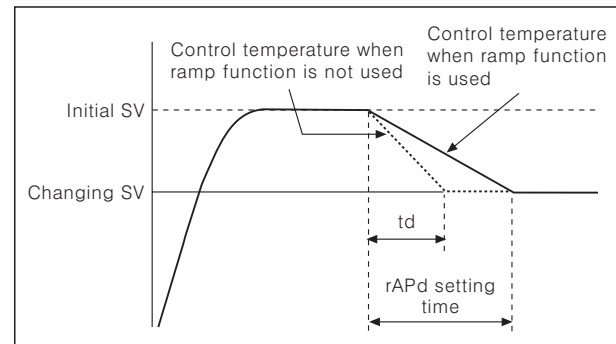 Control temperature when
ramp function is not used
Control temperature
when ramp function
is used
Initial SV
Changing SV
td
rAPd setting
time